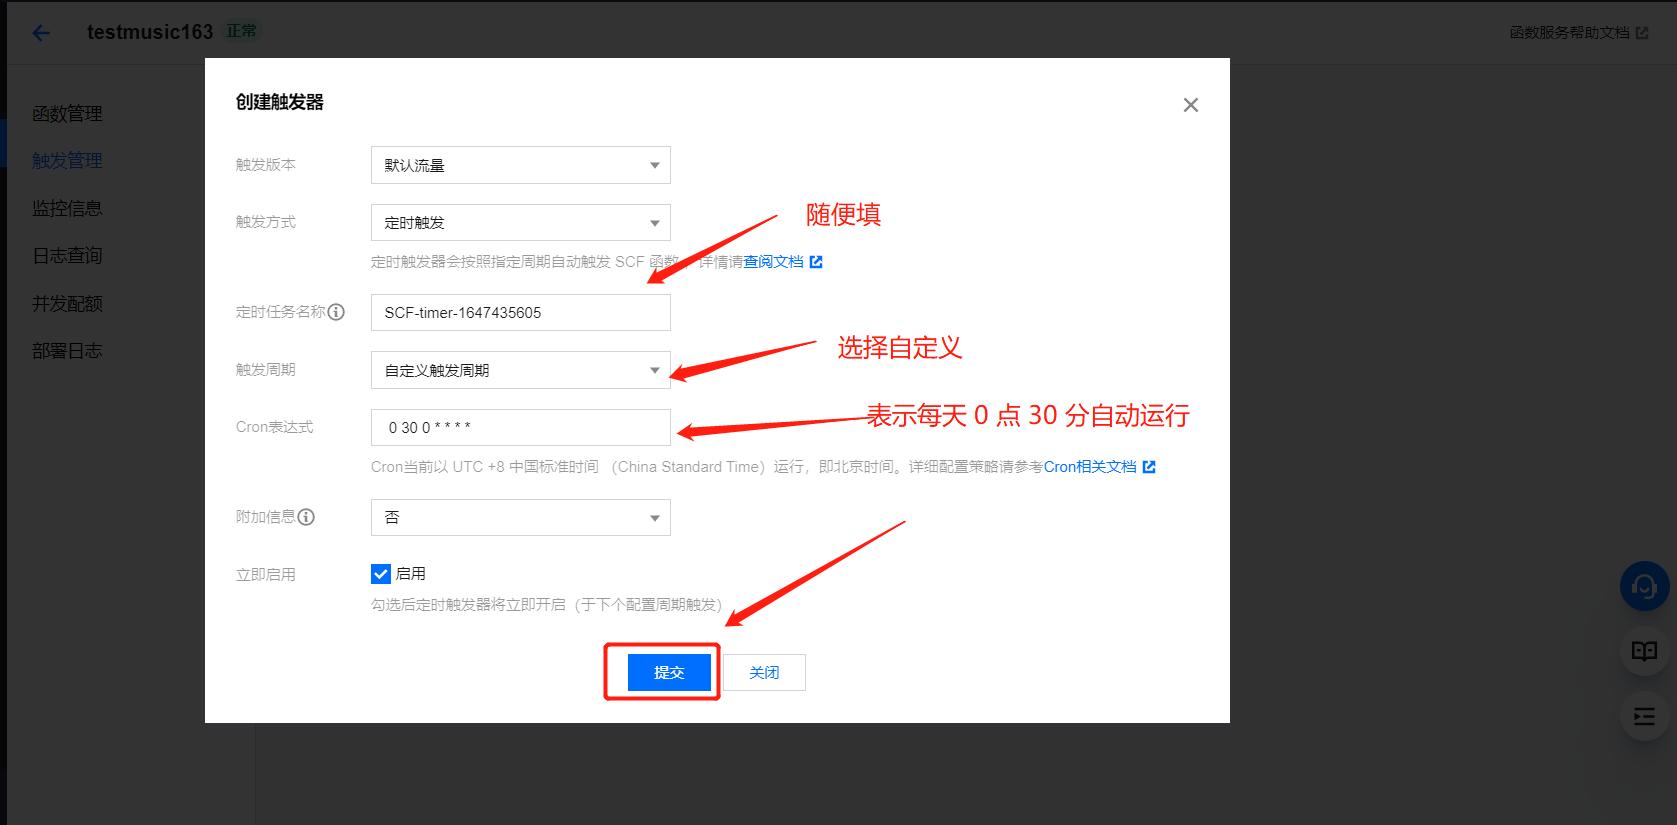 testmusic163 正常
函数服务帮助文档
函数管理
触发管理
监控信息
日志查询
并发配额
部署日志
创建触发器
触发版本 默认流量
触发方式 定时触发
随便填
定时触发器会按照指定周期自动触发 SCF 函数，详情请查阅文档
定时任务名称 SCF-timer-1647435605
选择自定义
触发周期 自定义触发周期
表示每天 0 点 30 分自动运行
Cron表达式 0 30 0 * * * *
Cron当前以 UTC +8 中国标准时间 （China Standard Time）运行，即北京时间。详细配置策略请参考Cron相关文档
附加信息 否
立即启用 启用
勾选后定时触发器将立即开启（于下个配置周期触发）
提交 关闭